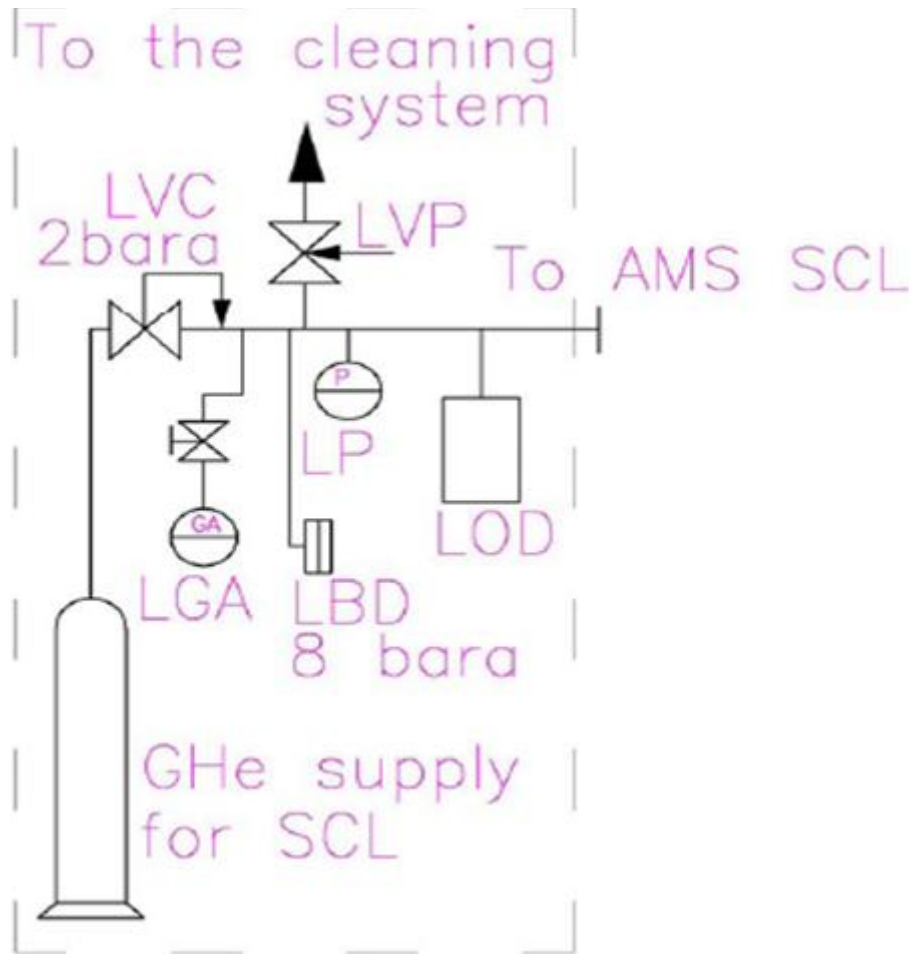 To the cleaning
system
LVC
2bara
LVP
To AMS SCL
P
LP
GA
LOD
LGA
LBD
8 bara
GHe supply
for SCL